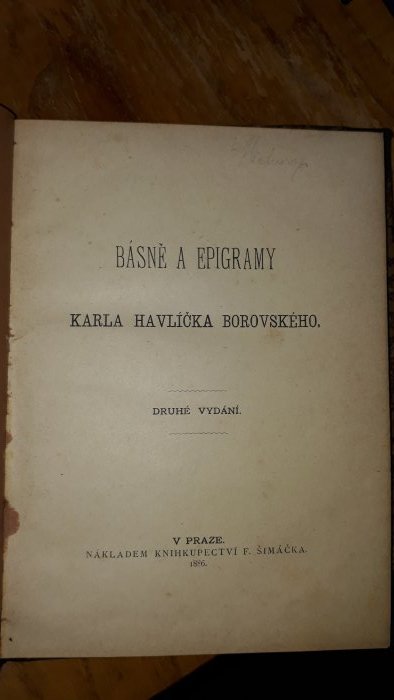 BÁSNĚ A EPIGRAMY
KARLA HAVLÍČKA BOROVSKÉHO.
DRUHÉ VYDÁNÍ.
V PRAZE.
NÁKLADEM KNIHKUPECTVÍ F. ŠIMÁČKA.
1886.